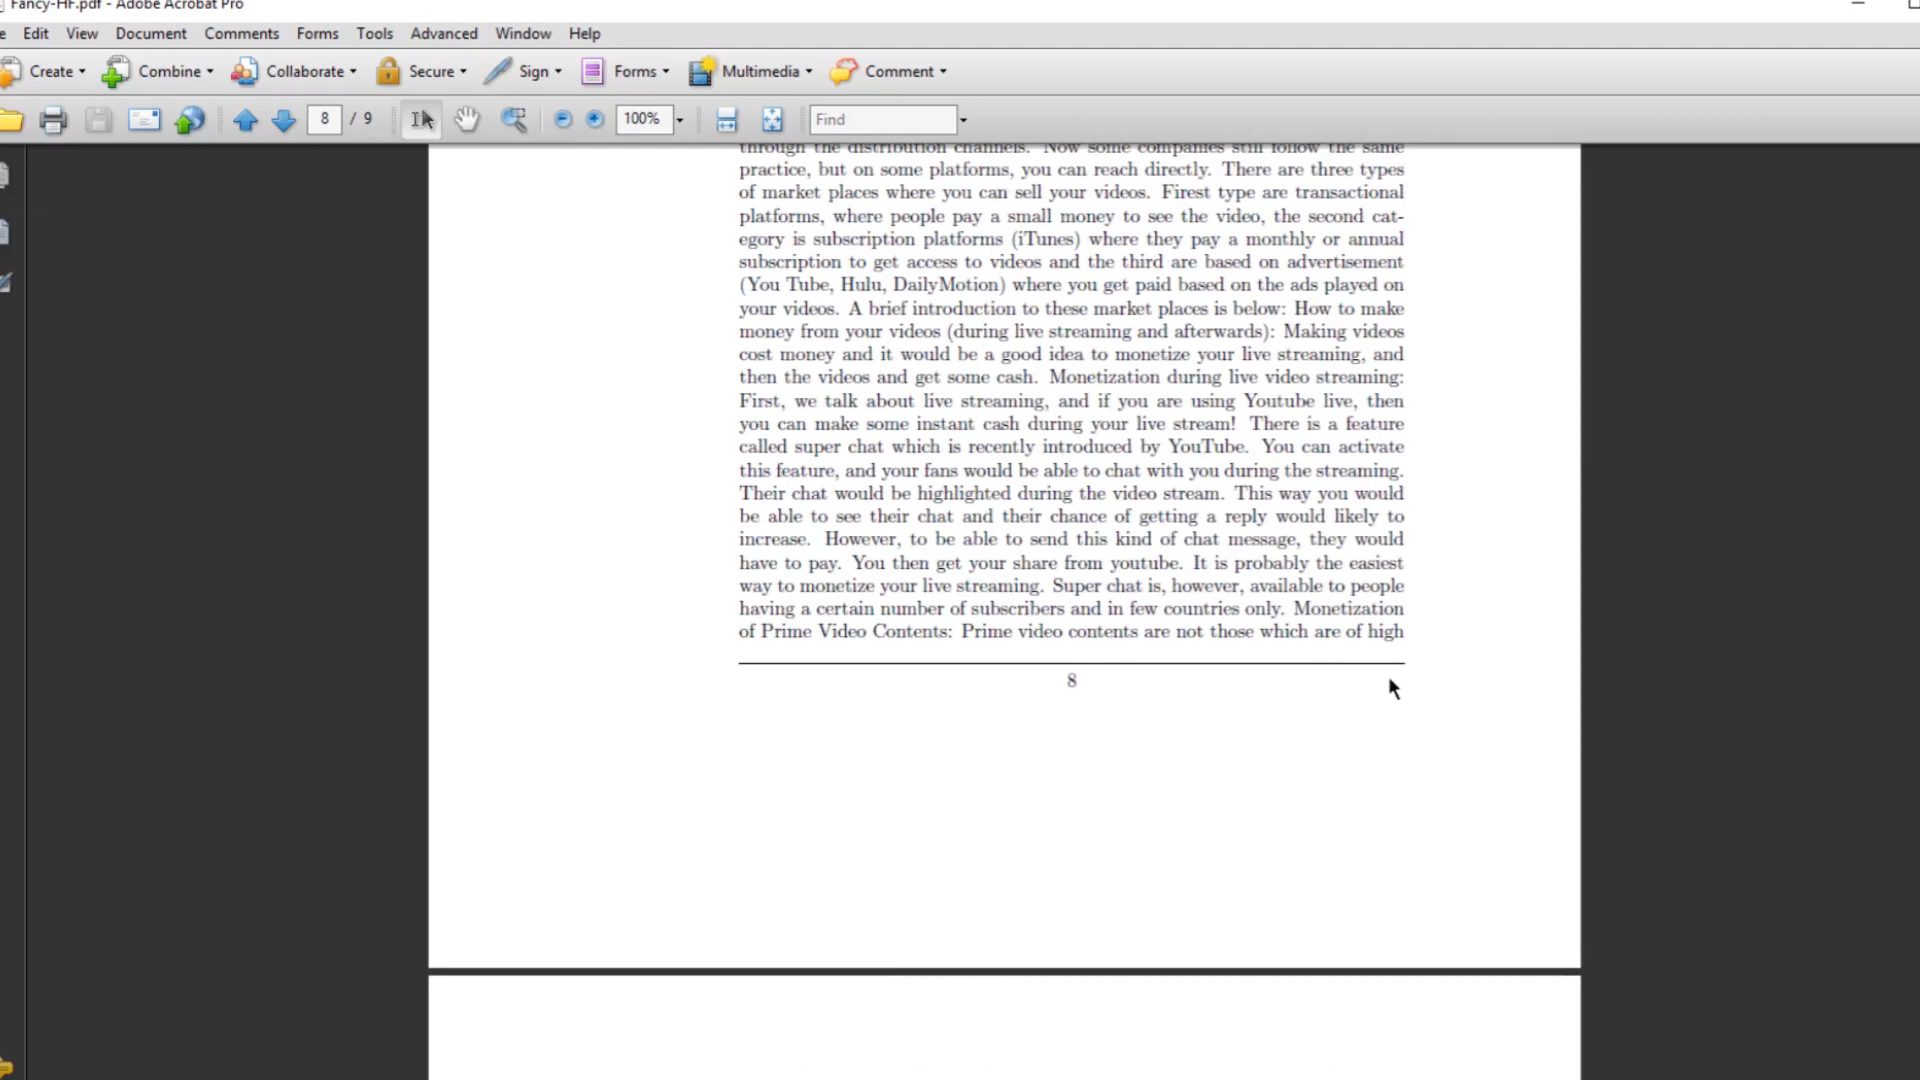 Fancy-HF.pdf - Adobe Acrobat Pro
Edit View Document Comments Forms Tools Advanced Window Help
Create Combine Collaborate Secure Sign Forms Multimedia Comment
8 / 9 100% Find
through the distribution channels. Now some companies still follow the same
practice, but on some platforms, you can reach directly. There are three types
of market places where you can sell your videos. Firest type are transactional
platforms, where people pay a small money to see the video, the second cat-
egory is subscription platforms (iTunes) where they pay a monthly or annual
subscription to get access to videos and the third are based on advertisement
(You Tube, Hulu, DailyMotion) where you get paid based on the ads played on
your videos. A brief introduction to these market places is below: How to make
money from your videos (during live streaming and afterwards): Making videos
cost money and it would be a good idea to monetize your live streaming, and
then the videos and get some cash. Monetization during live video streaming:
First, we talk about live streaming, and if you are using Youtube live, then
you can make some instant cash during your live stream! There is a feature
called super chat which is recently introduced by YouTube. You can activate
this feature, and your fans would be able to chat with you during the streaming.
Their chat would be highlighted during the video stream. This way you would
be able to see their chat and their chance of getting a reply would likely to
increase. However, to be able to send this kind of chat message, they would
have to pay. You then get your share from youtube. It is probably the easiest
way to monetize your live streaming. Super chat is, however, available to people
having a certain number of subscribers and in few countries only. Monetization
of Prime Video Contents: Prime video contents are not those which are of high
8